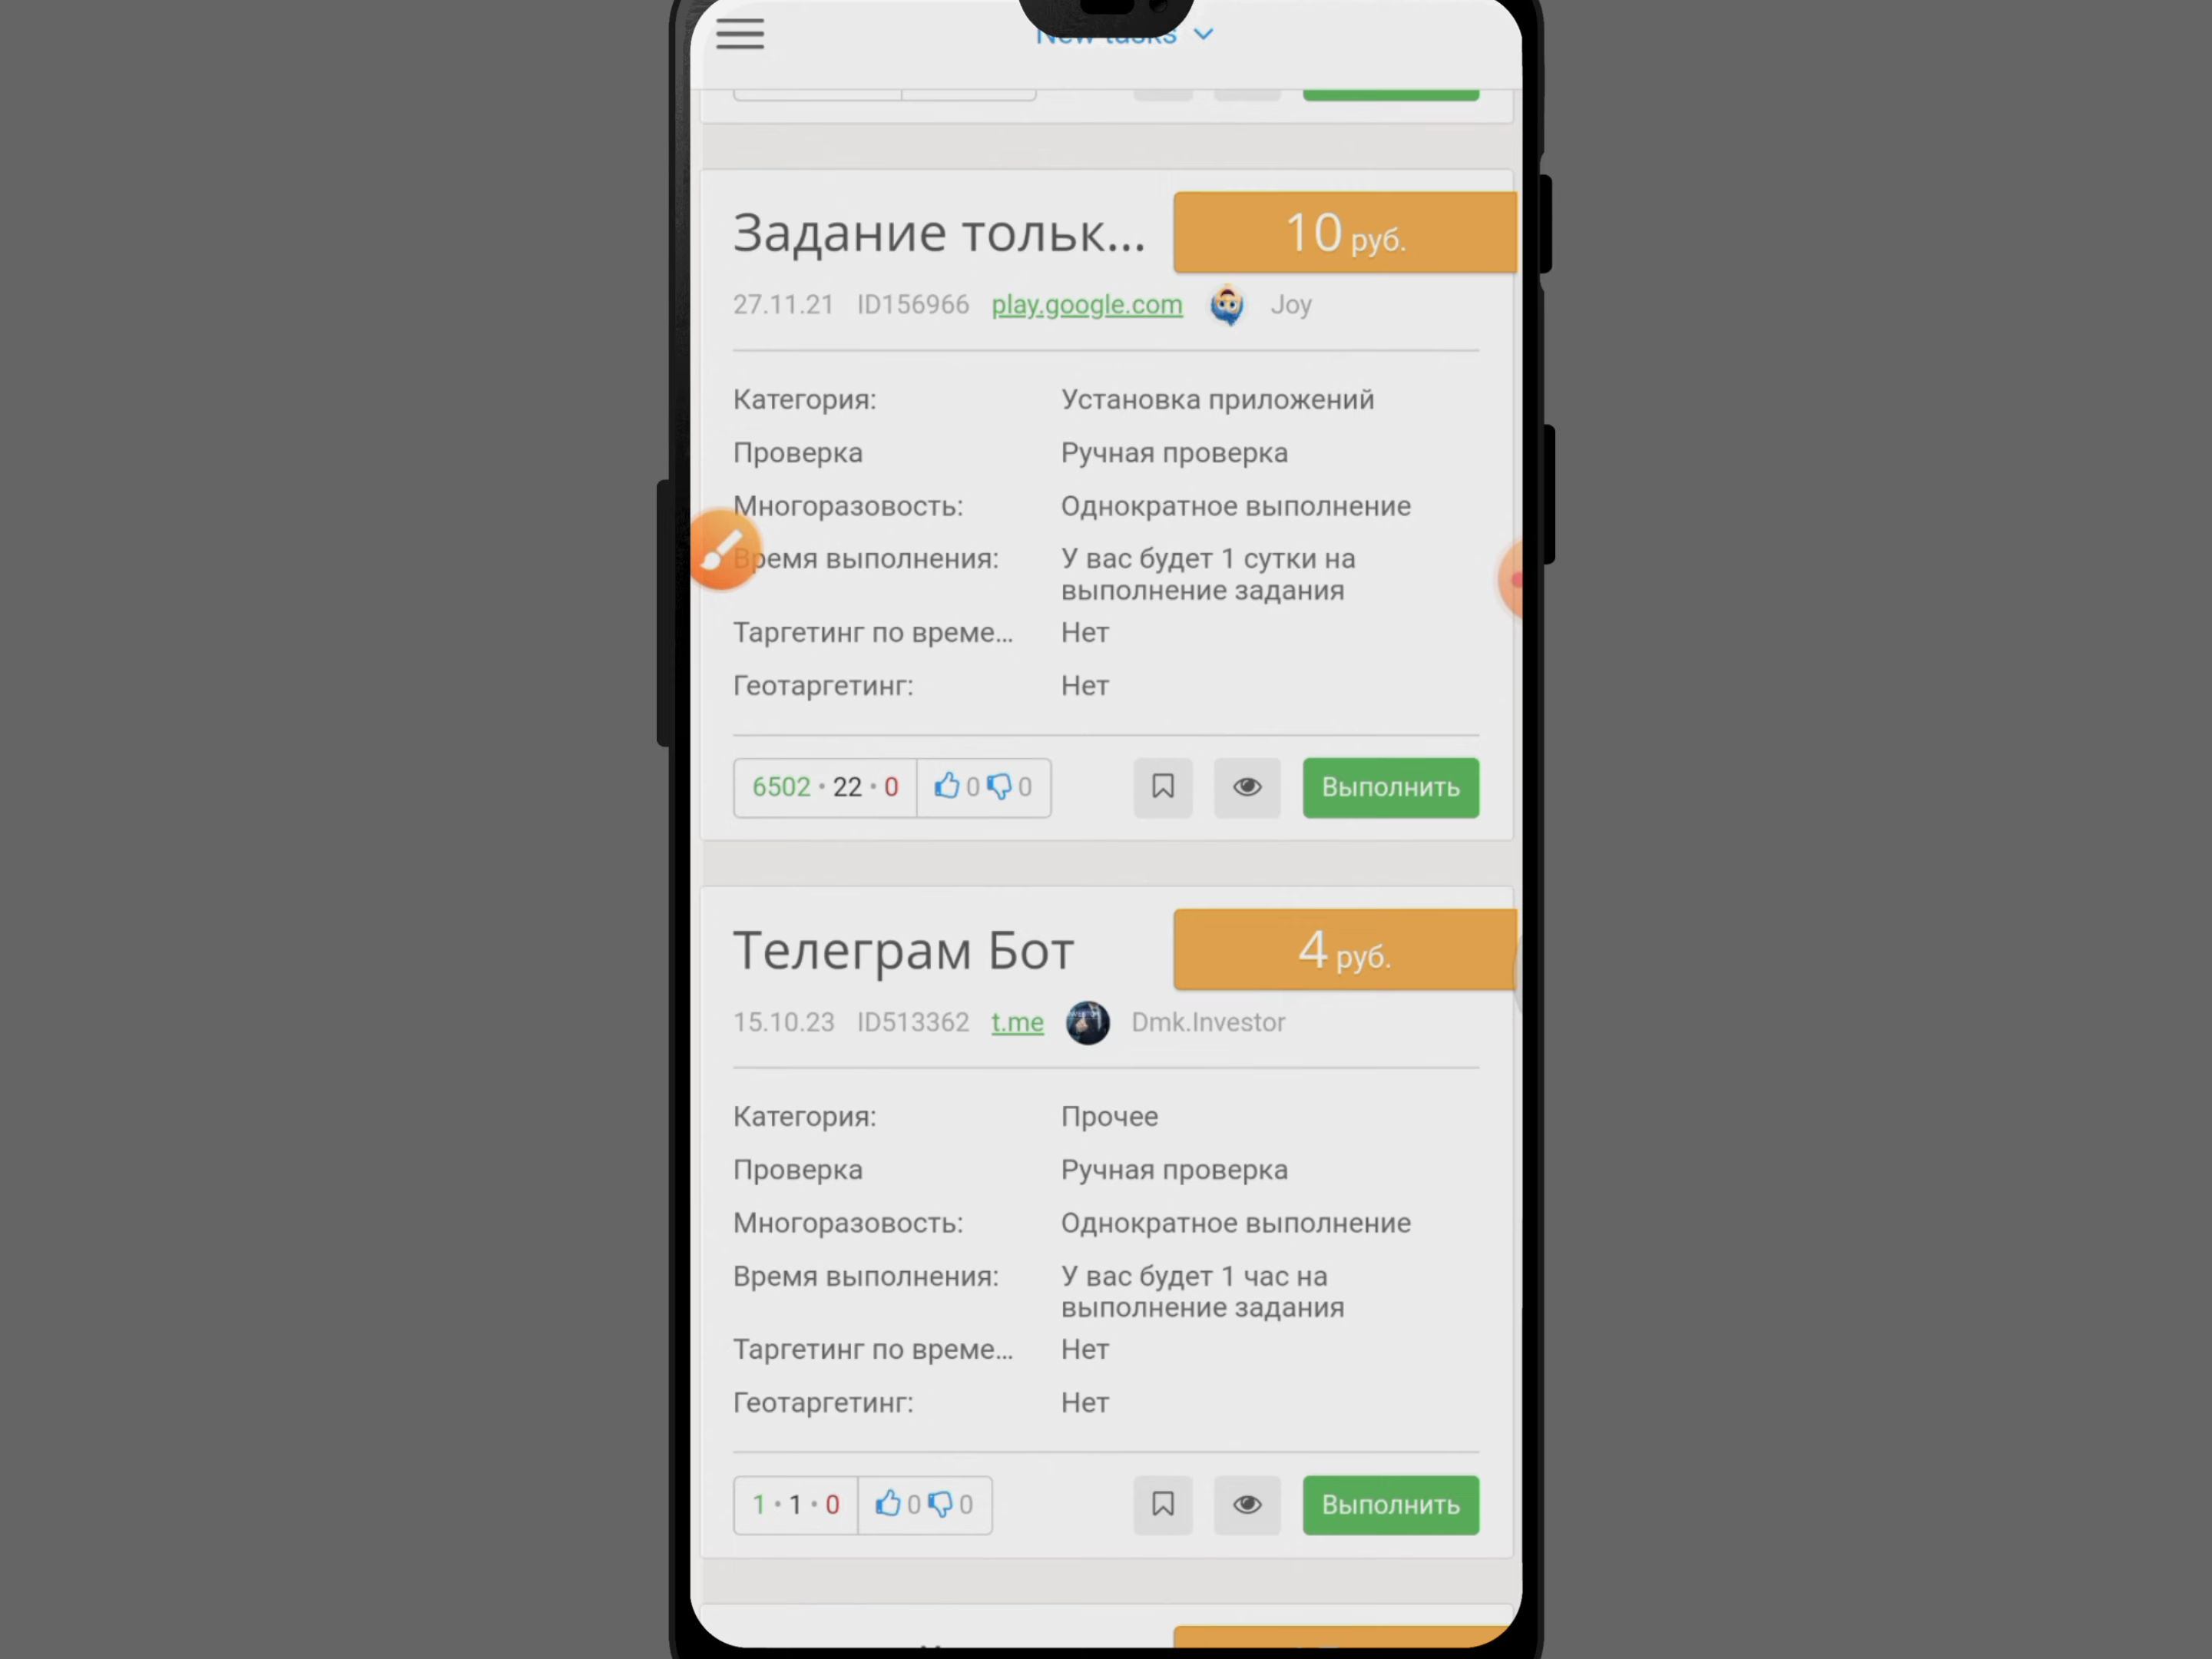 New tasks
Задание тольк...
10 руб.
27.11.21 ID156966 play.google.com Joy
Категория: Установка приложений
Проверка Ручная проверка
Многоразовость: Однократное выполнение
Время выполнения: У вас будет 1 сутки на
выполнение задания
Таргетинг по време... Нет
Геотаргетинг: Нет
6502 • 22 • 0 0 0 Выполнить
Телеграм Бот
4 руб.
15.10.23 ID513362 t.me Dmk.Investor
Категория: Прочее
Проверка Ручная проверка
Многоразовость: Однократное выполнение
Время выполнения: У вас будет 1 час на
выполнение задания
Таргетинг по време... Нет
Геотаргетинг: Нет
1 • 1 • 0 0 0 Выполнить